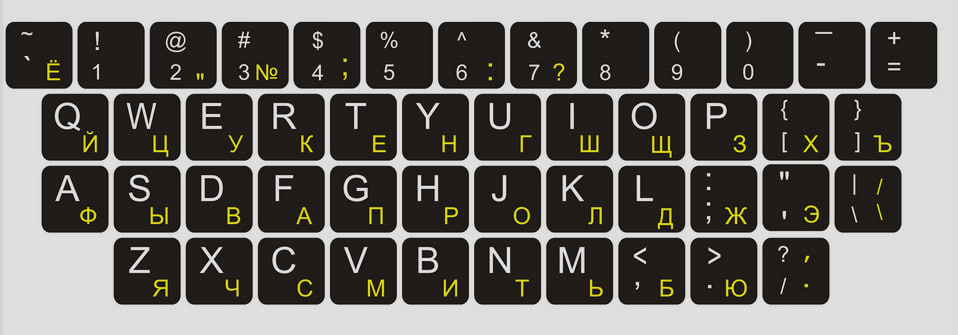 ~ ! @ # $ % ^ & * ( ) — +
` Ё 1 2 " 3 № 4 ; 5 6 : 7 ? 8 9 0 - =
Q W E R T Y U I O P { }
Й Ц У К Е Н Г Ш Щ З [ Х ] Ъ
A S D F G H J K L : " | /
Ф Ы В А П Р О Л Д ; Ж ' Э \ \
Z X C V B N M < > ? ,
Я Ч С М И Т Ь , Б . Ю / .